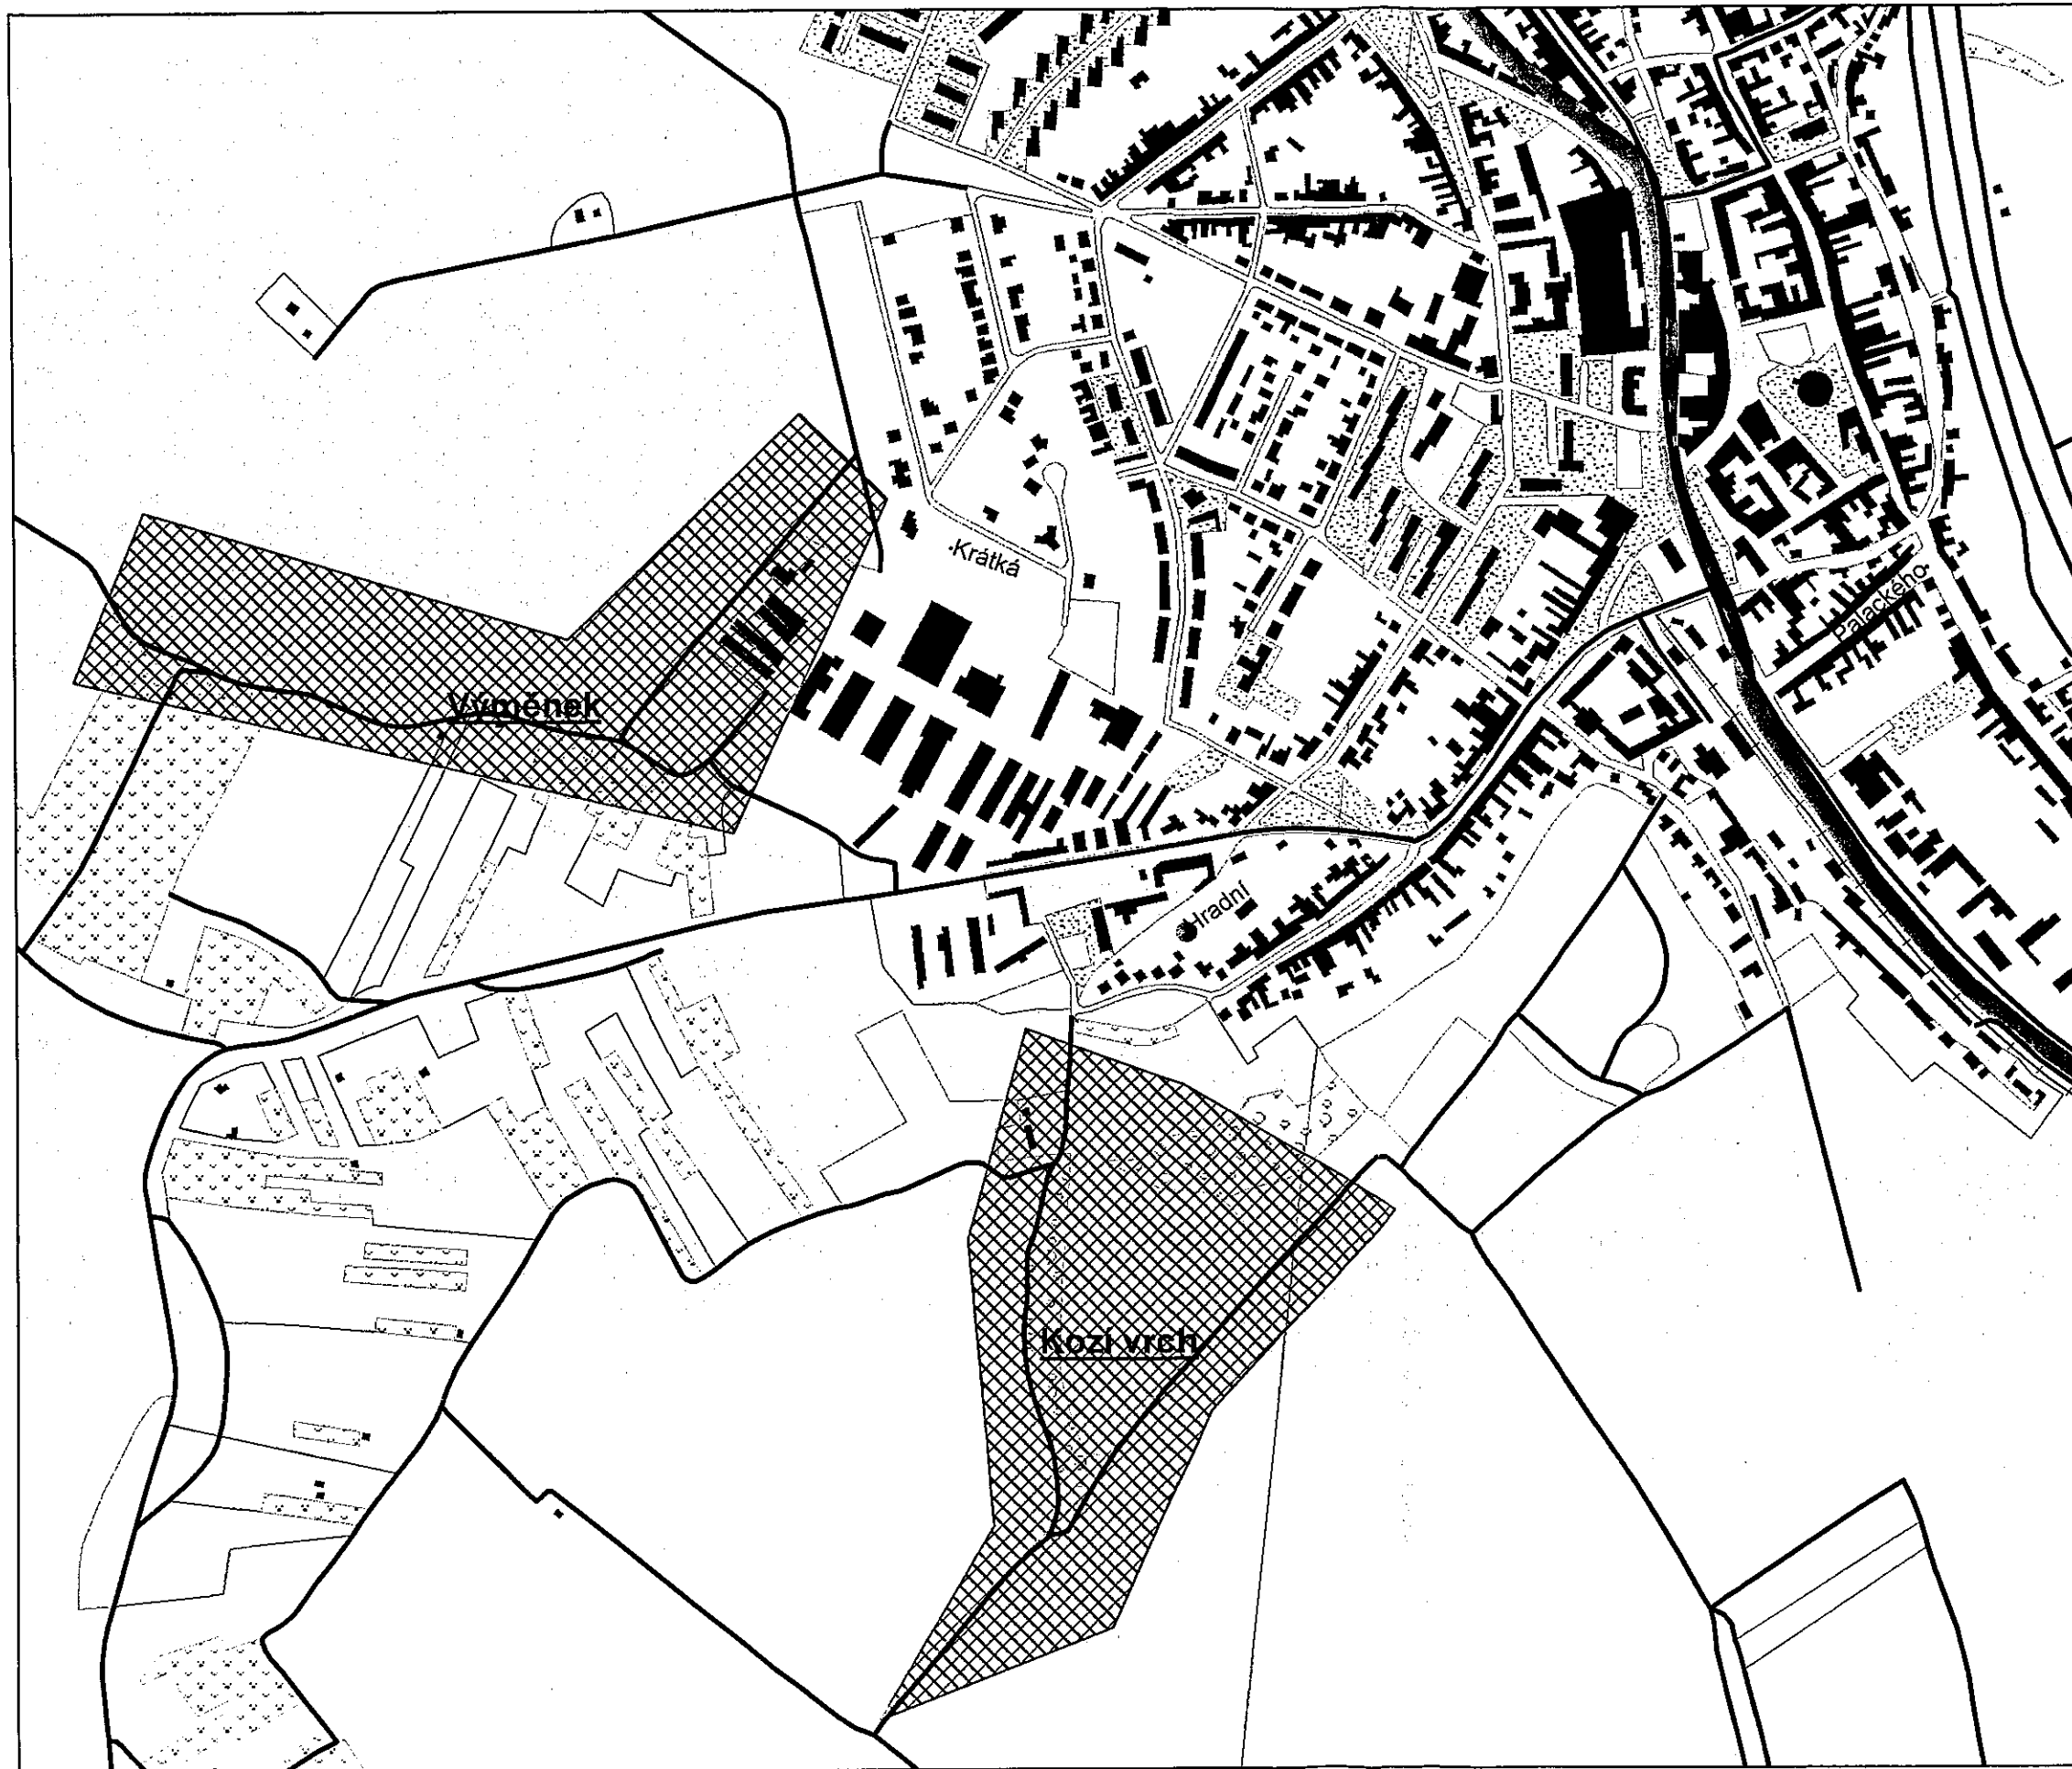 Krátká
Palackého
Výměnek
Hradní
Kozí vrch